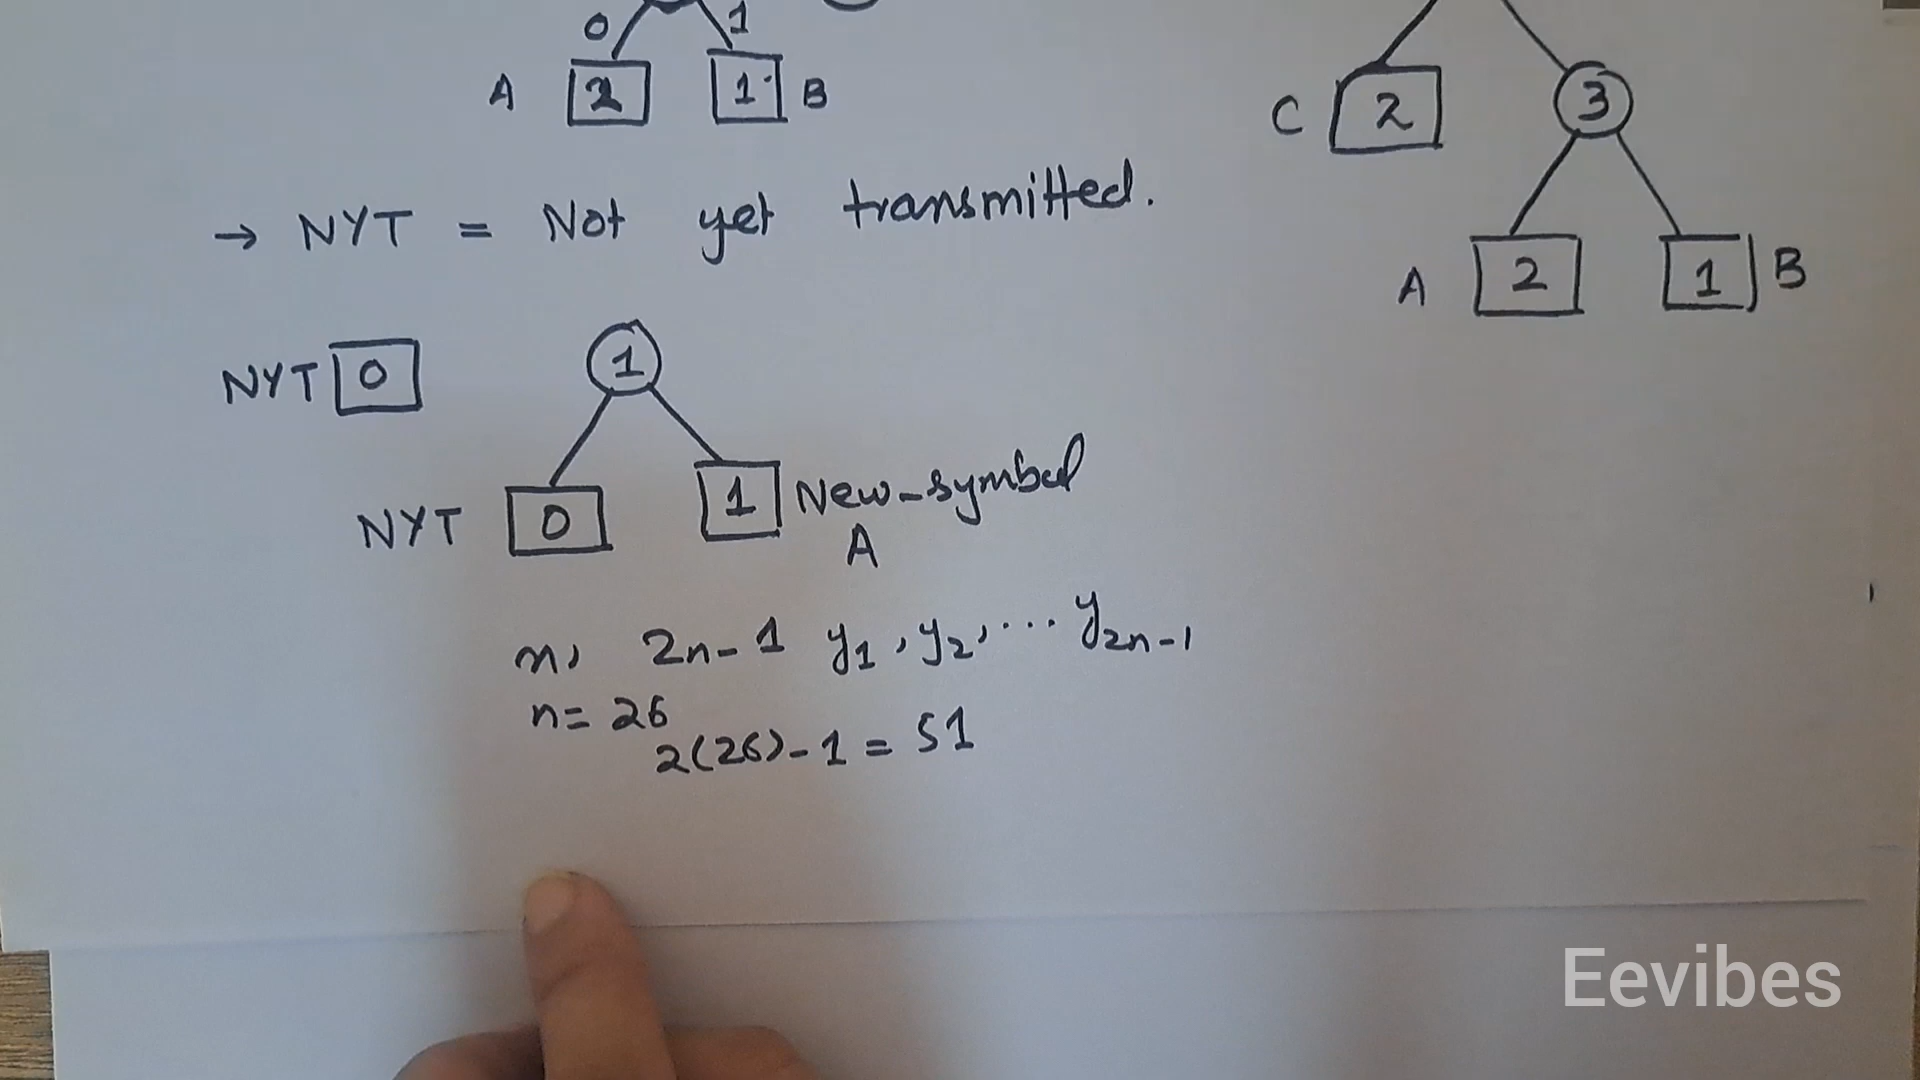 0 1
A 2 1 B
C 2 3
→ NYT = Not yet transmitted.
A 2 1 B
NYT 0 1
NYT 0 1 New-symbol
A
n, 2n-1 y1, y2, ... y2n-1
n = 26
2(26)-1 = 51
Eevibes